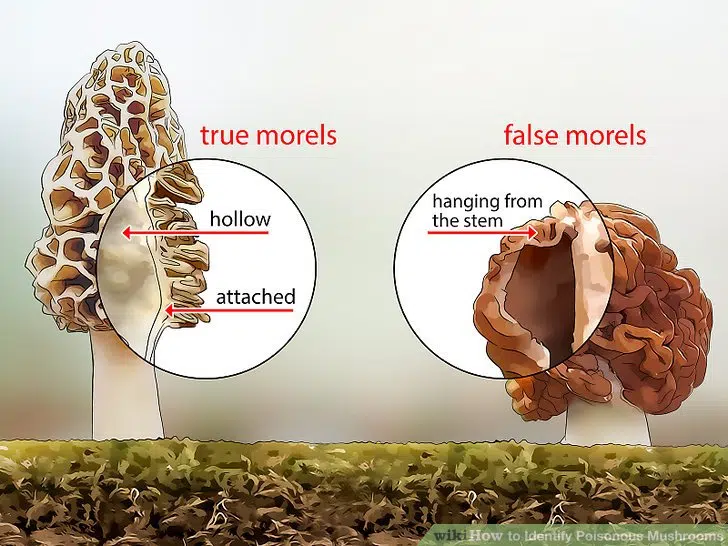 true morels
false morels
hollow
attached
hanging from
the stem
wikiHow to Identify Poisonous Mushrooms